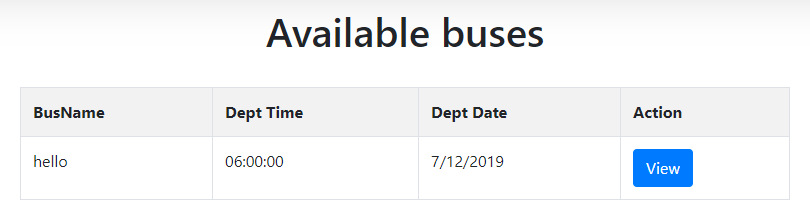 Available buses
BusName Dept Time Dept Date Action
hello 06:00:00 7/12/2019 View